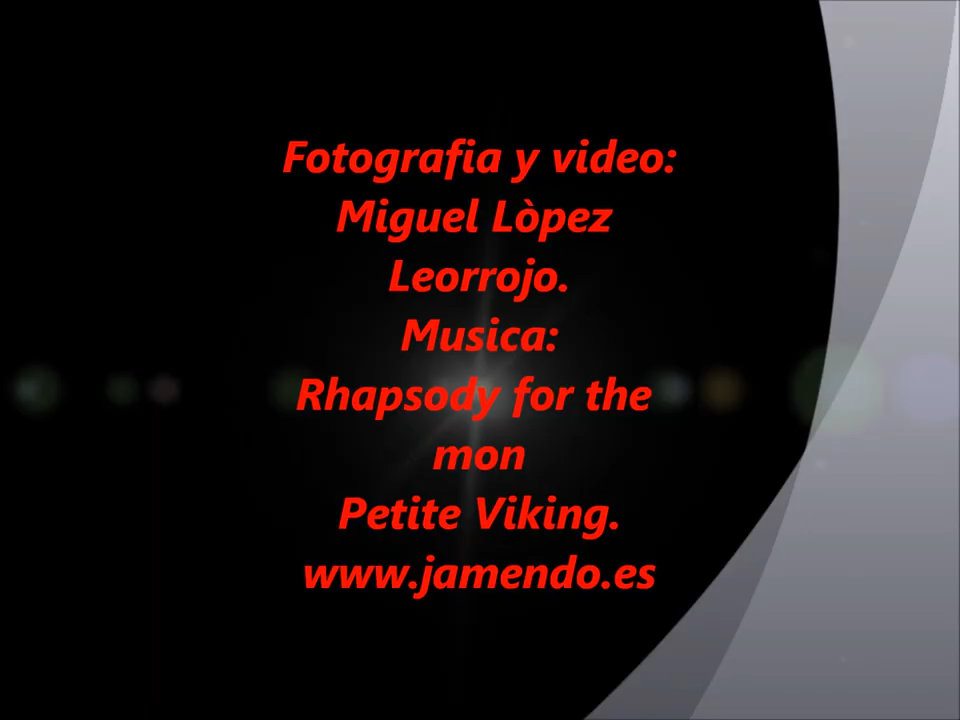 Fotografia y video:
Miguel Lòpez
Leorrojo.
Musica:
Rhapsody for the
mon
Petite Viking.
www.jamendo.es